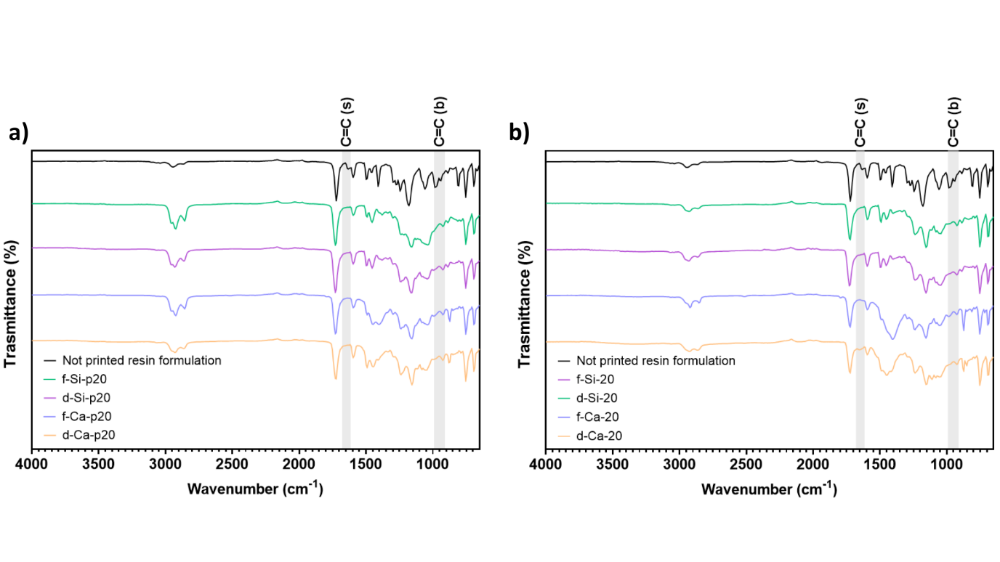 a)
C=C (s)
C=C (b)
Trasmittance (%)
Not printed resin formulation
f-Si-p20
d-Si-p20
f-Ca-p20
d-Ca-p20
4000 3500 3000 2500 2000 1500 1000
Wavenumber (cm⁻¹)
b)
C=C (s)
C=C (b)
Trasmittance (%)
Not printed resin formulation
f-Si-20
d-Si-20
f-Ca-20
d-Ca-20
4000 3500 3000 2500 2000 1500 1000
Wavenumber (cm⁻¹)